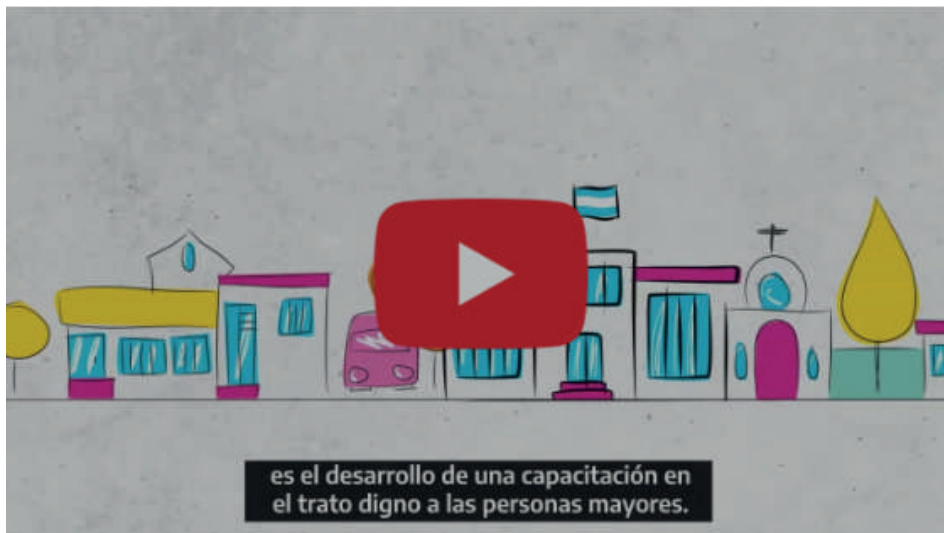 es el desarrollo de una capacitación en
el trato digno a las personas mayores.